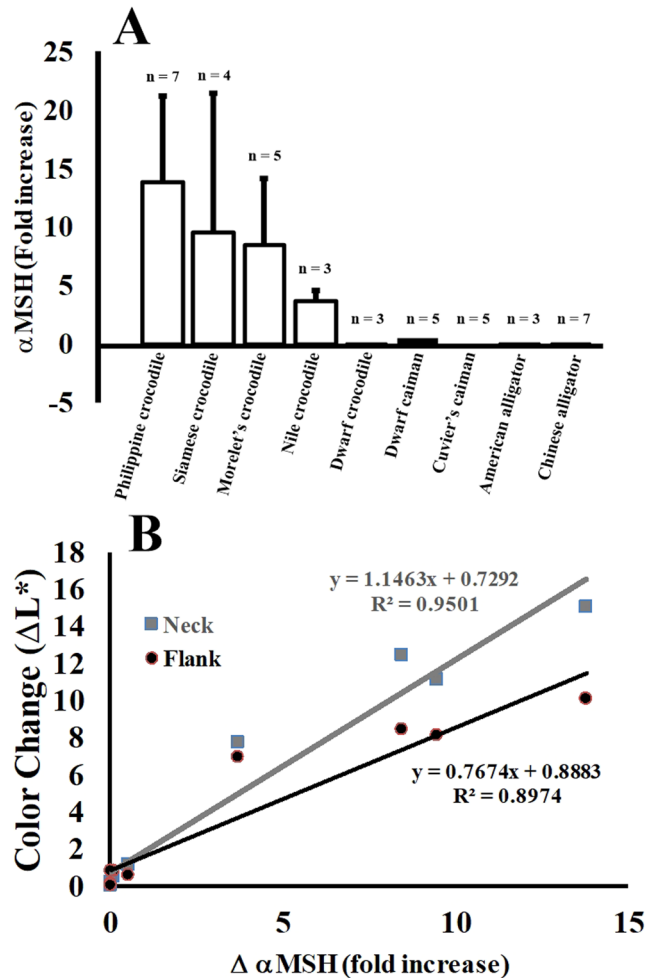 A
αMSH (Fold increase)
25
20
15
10
5
0
-5
n = 7
n = 4
n = 5
n = 3
n = 3
n = 5
n = 5
n = 3
n = 7
Philippine crocodile
Siamese crocodile
Morelet's crocodile
Nile crocodile
Dwarf crocodile
Dwarf caiman
Cuvier's caiman
American alligator
Chinese alligator
B
Color Change (ΔL*)
18
16
14
12
10
8
6
4
2
0
y = 1.1463x + 0.7292
R² = 0.9501
Neck
Flank
y = 0.7674x + 0.8883
R² = 0.8974
0
5
10
15
Δ αMSH (fold increase)